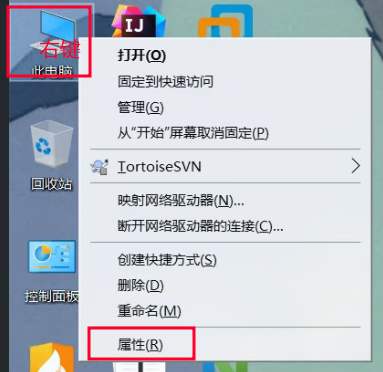 IJ
右键
此电脑
打开(O)
固定到快速访问
管理(G)
从“开始”屏幕取消固定(P)
回收站
TortoiseSVN
映射网络驱动器(N)...
断开网络驱动器的连接(C)...
控制面板
创建快捷方式(S)
删除(D)
重命名(M)
属性(R)